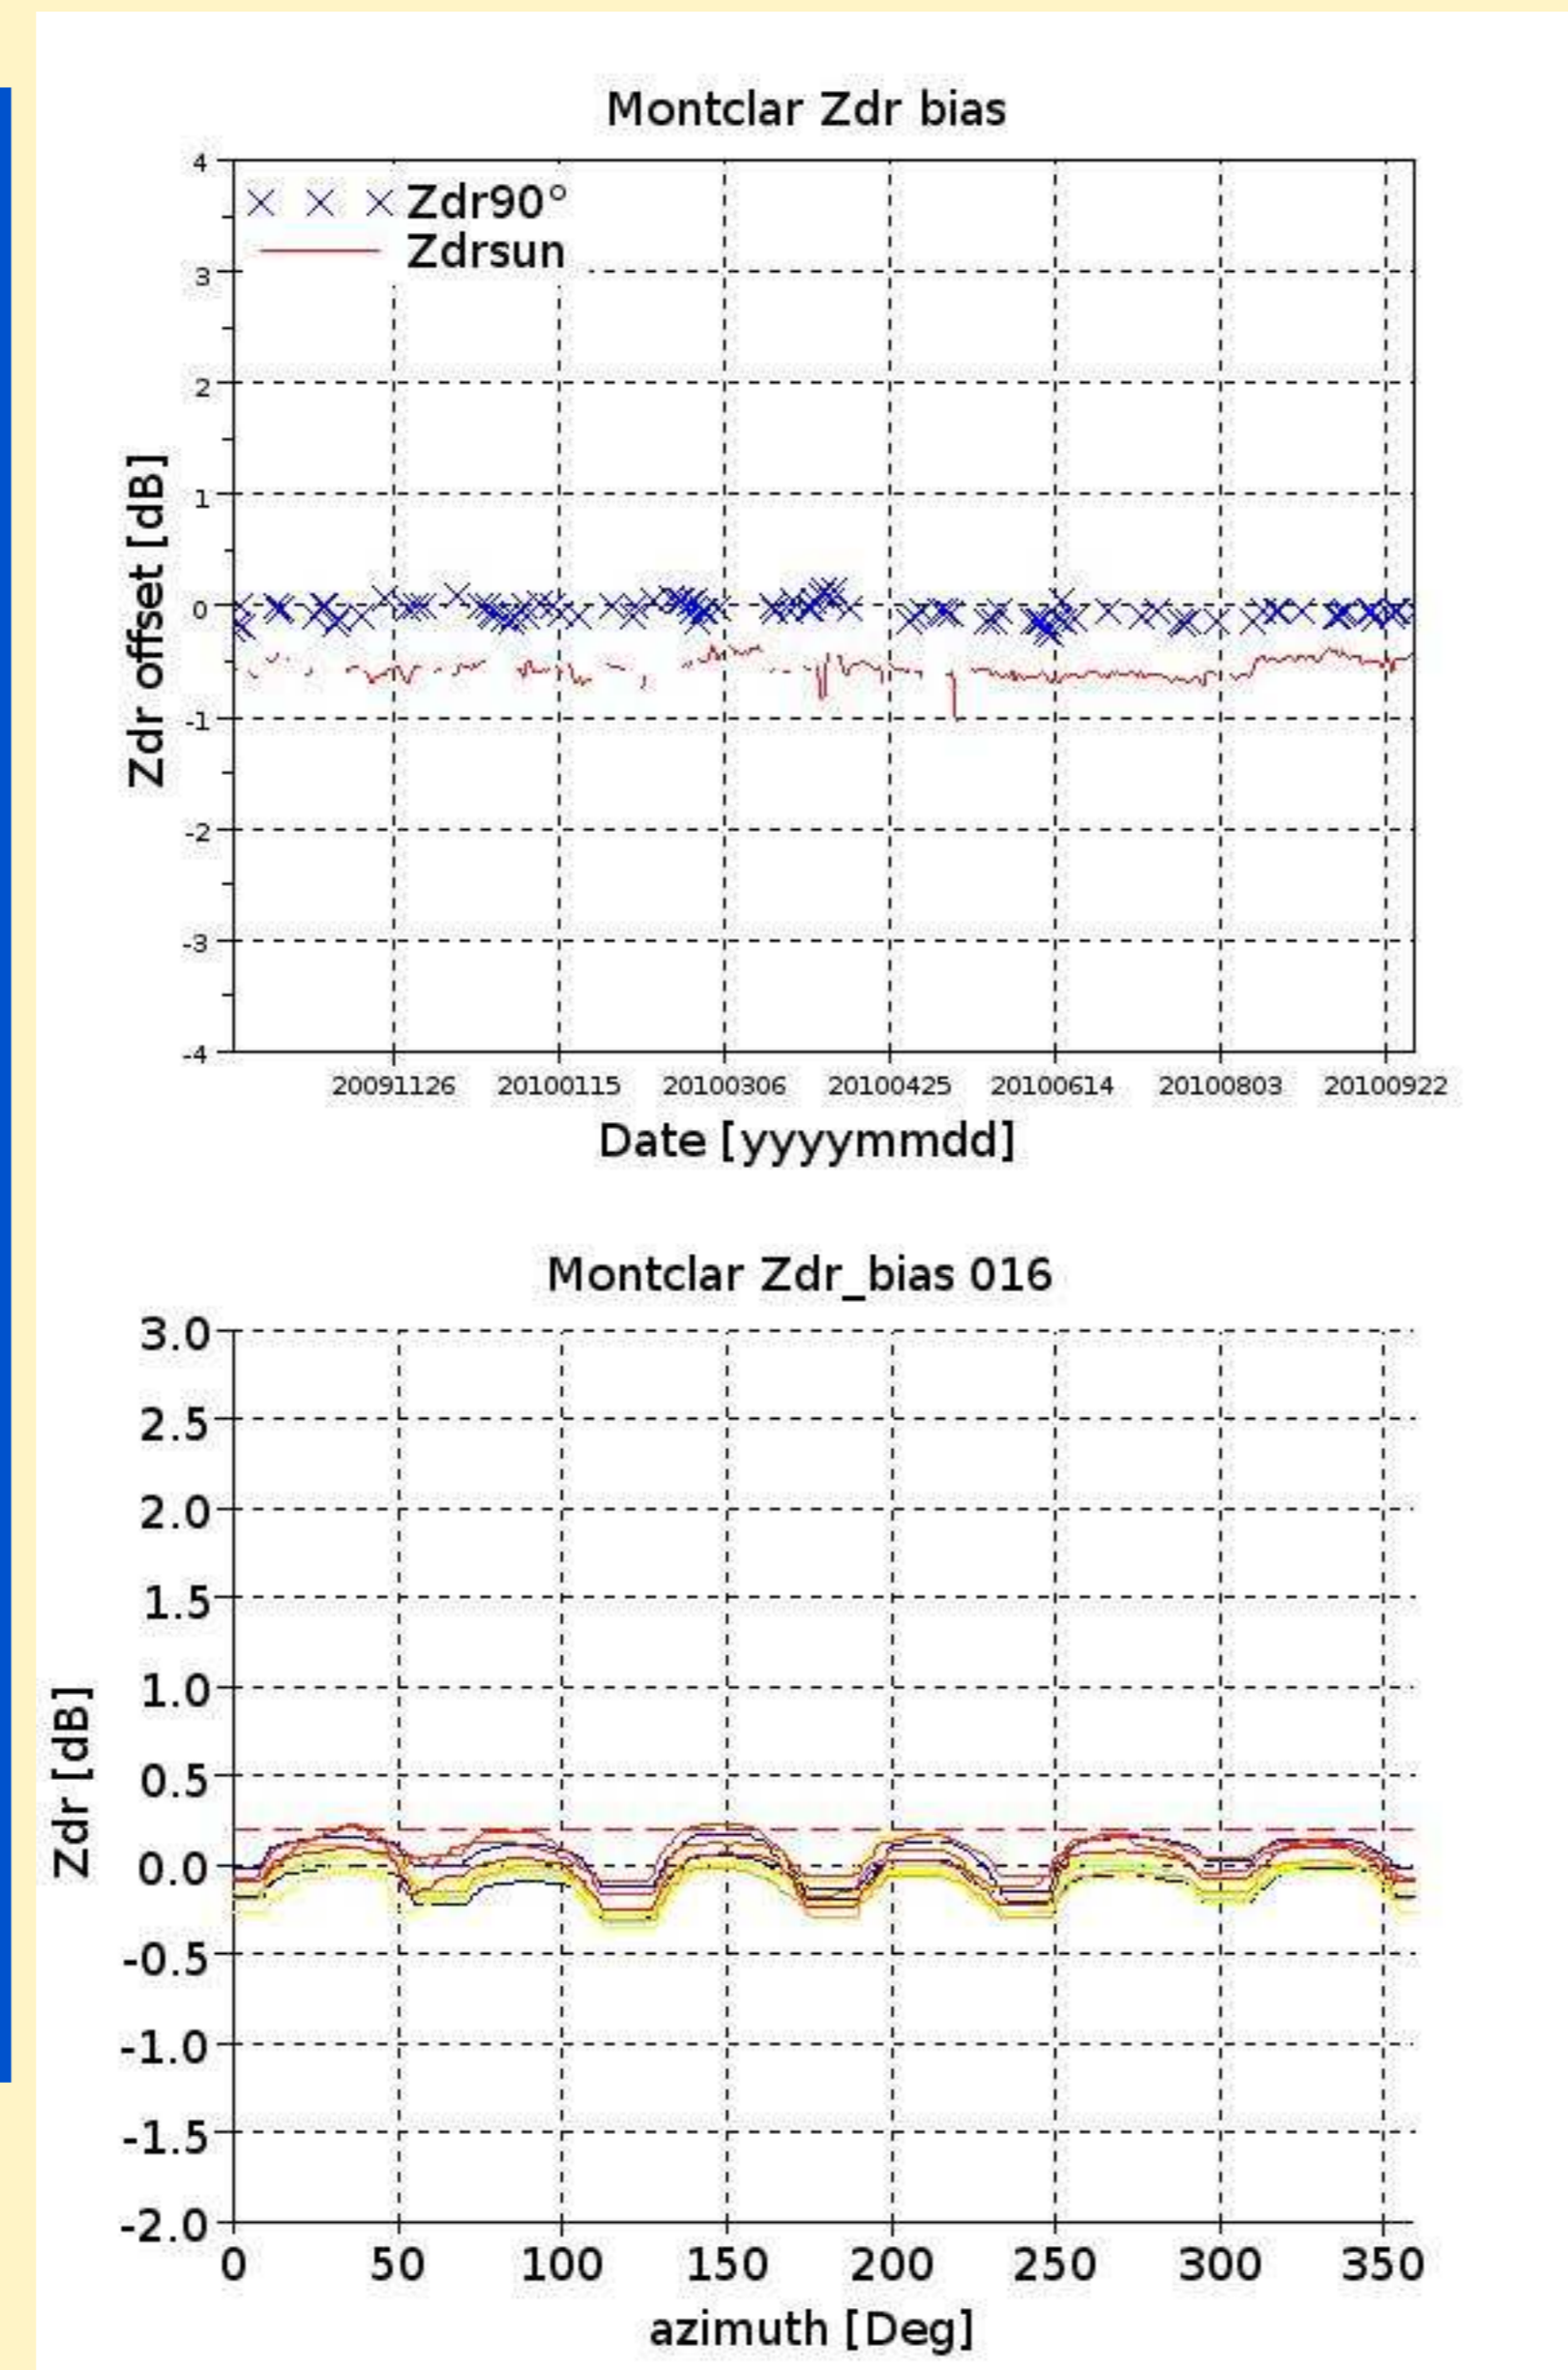 Montclar Zdr bias
4
Zdr90°
Zdrsun
3
2
1
0
-1
-2
-3
-4
Zdr offset [dB]
20091126 20100115 20100306 20100425 20100614 20100803 20100922
Date [yyyymmdd]
Montclar Zdr_bias 016
3.0
2.5
2.0
1.5
1.0
0.5
0.0
-0.5
-1.0
-1.5
-2.0
Zdr [dB]
0 50 100 150 200 250 300 350
azimuth [Deg]